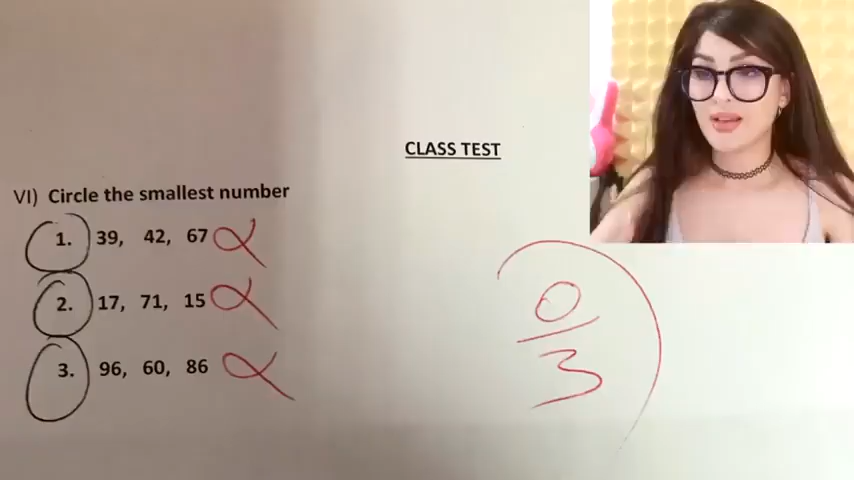 CLASS TEST
VI) Circle the smallest number
1. 39, 42, 67
2. 17, 71, 15
3. 96, 60, 86
0/3